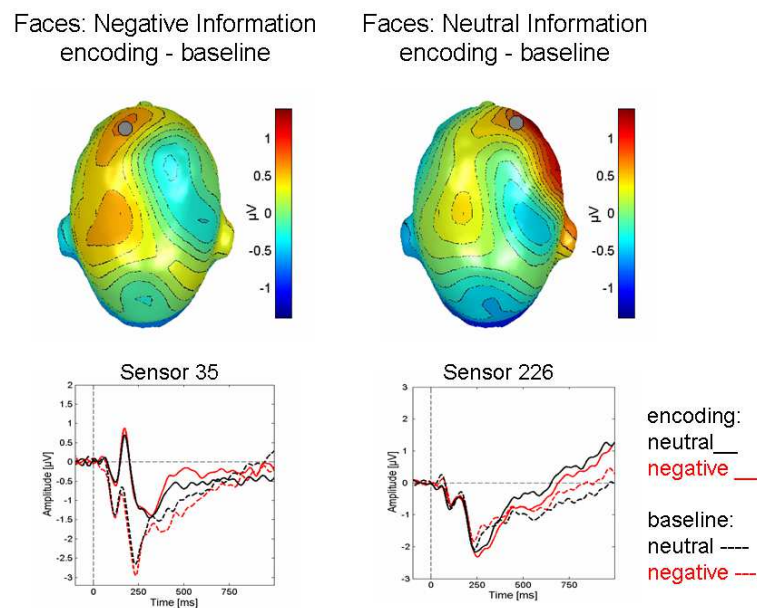 Faces: Negative Information
encoding - baseline
Faces: Neutral Information
encoding - baseline
1
0.5
0
-0.5
-1
µV
1
0.5
0
-0.5
-1
µV
Sensor 35
2
1.5
1
0.5
0
-0.5
-1
-1.5
-2
-2.5
-3
Amplitude [µV]
0 250 500 750
Time [ms]
Sensor 226
3
2
1
0
-1
-2
-3
Amplitude [µV]
0 250 500 750
Time [ms]
encoding:
neutral__
negative __
baseline:
neutral ----
negative ---